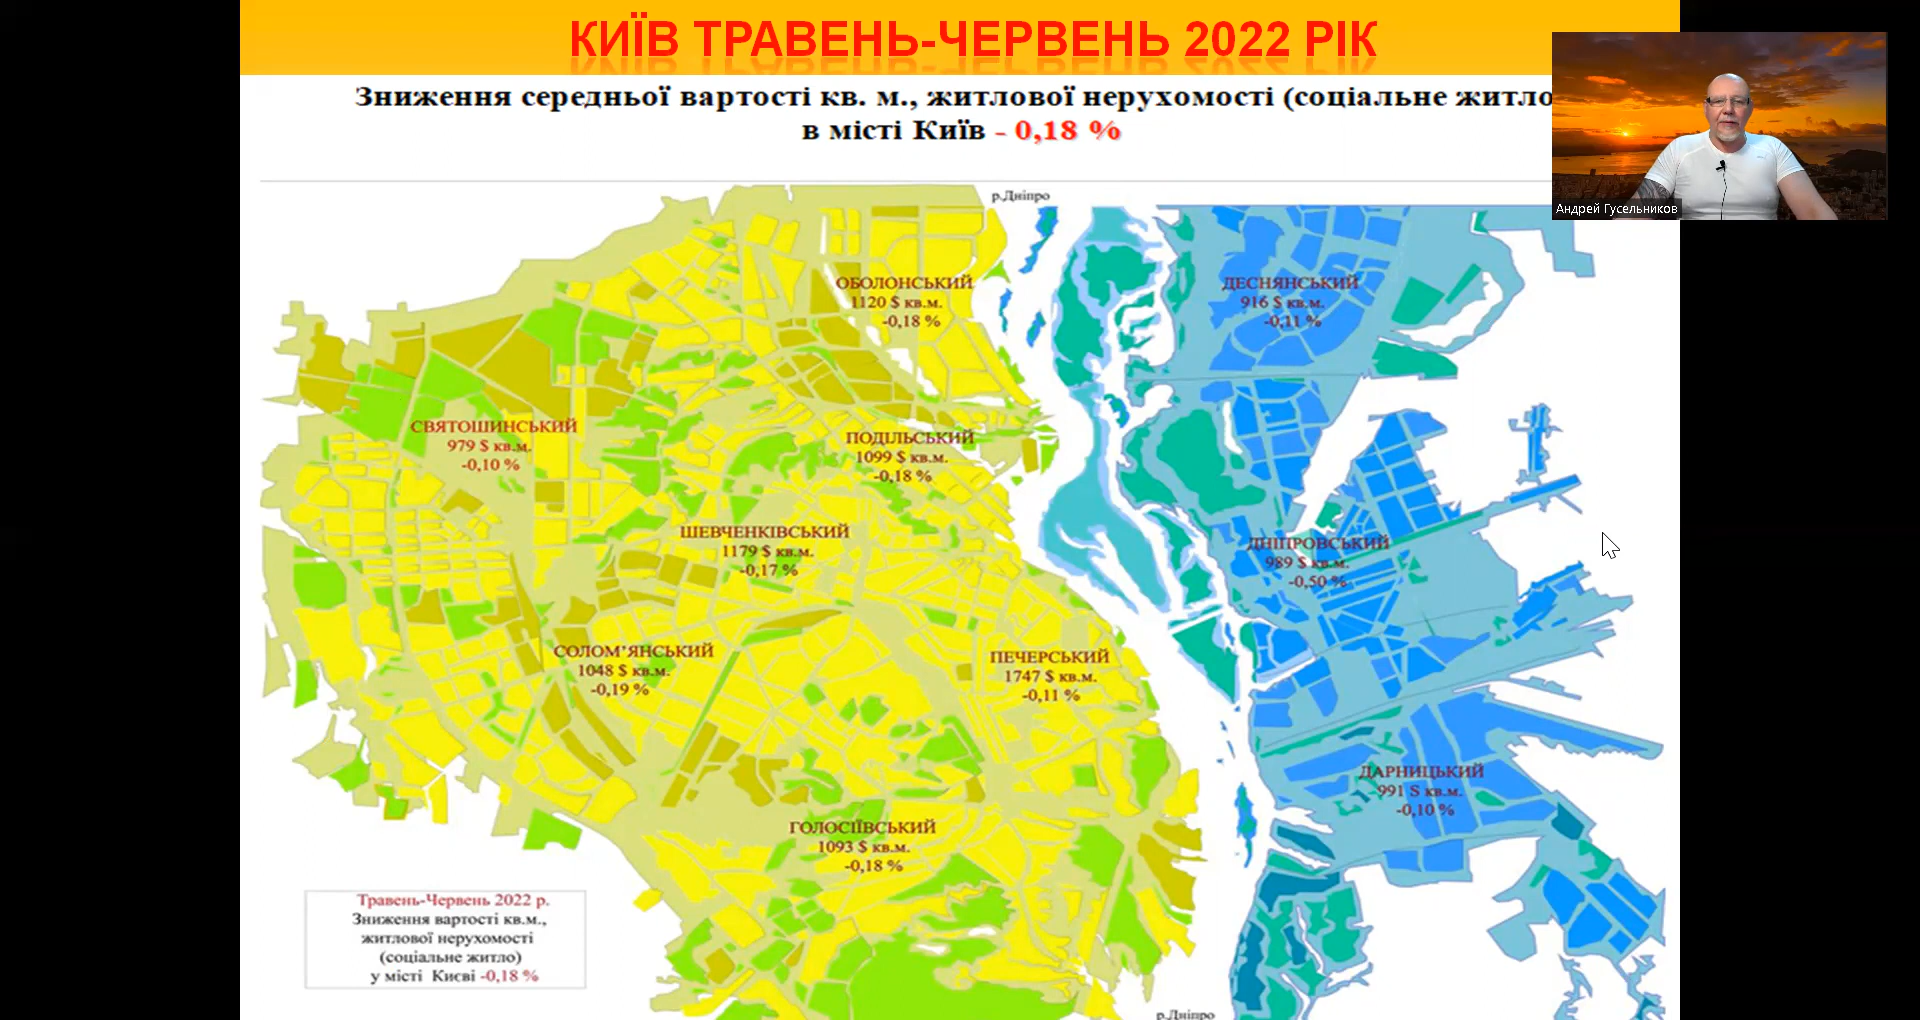 КИЇВ ТРАВЕНЬ-ЧЕРВЕНЬ 2022 РІК
Зниження середньої вартості кв. м., житлової нерухомості (соціальне житло
в місті Київ - 0,18 %
Андрей Гусельников
р.Дніпро
ОБОЛОНСЬКИЙ
1120 $ кв.м.
-0,18 %
ДЕСНЯНСЬКИЙ
916 $ кв.м.
-0,11 %
СВЯТОШИНСЬКИЙ
979 $ кв.м.
-0,10 %
ПОДІЛЬСЬКИЙ
1099 $ кв.м.
-0,18 %
ШЕВЧЕНКІВСЬКИЙ
1179 $ кв.м.
-0,17 %
ДНІПРОВСЬКИЙ
989 $ кв.м.
-0,50 %
СОЛОМ’ЯНСЬКИЙ
1048 $ кв.м.
-0,19 %
ПЕЧЕРСЬКИЙ
1747 $ кв.м.
-0,11 %
ДАРНИЦЬКИЙ
991 $ кв.м.
-0,10 %
ГОЛОСІЇВСЬКИЙ
1093 $ кв.м.
-0,18 %
Травень-Червень 2022 р.
Зниження вартості кв.м.,
житлової нерухомості
(соціальне житло)
у місті Києві -0,18 %
р.Дніпро